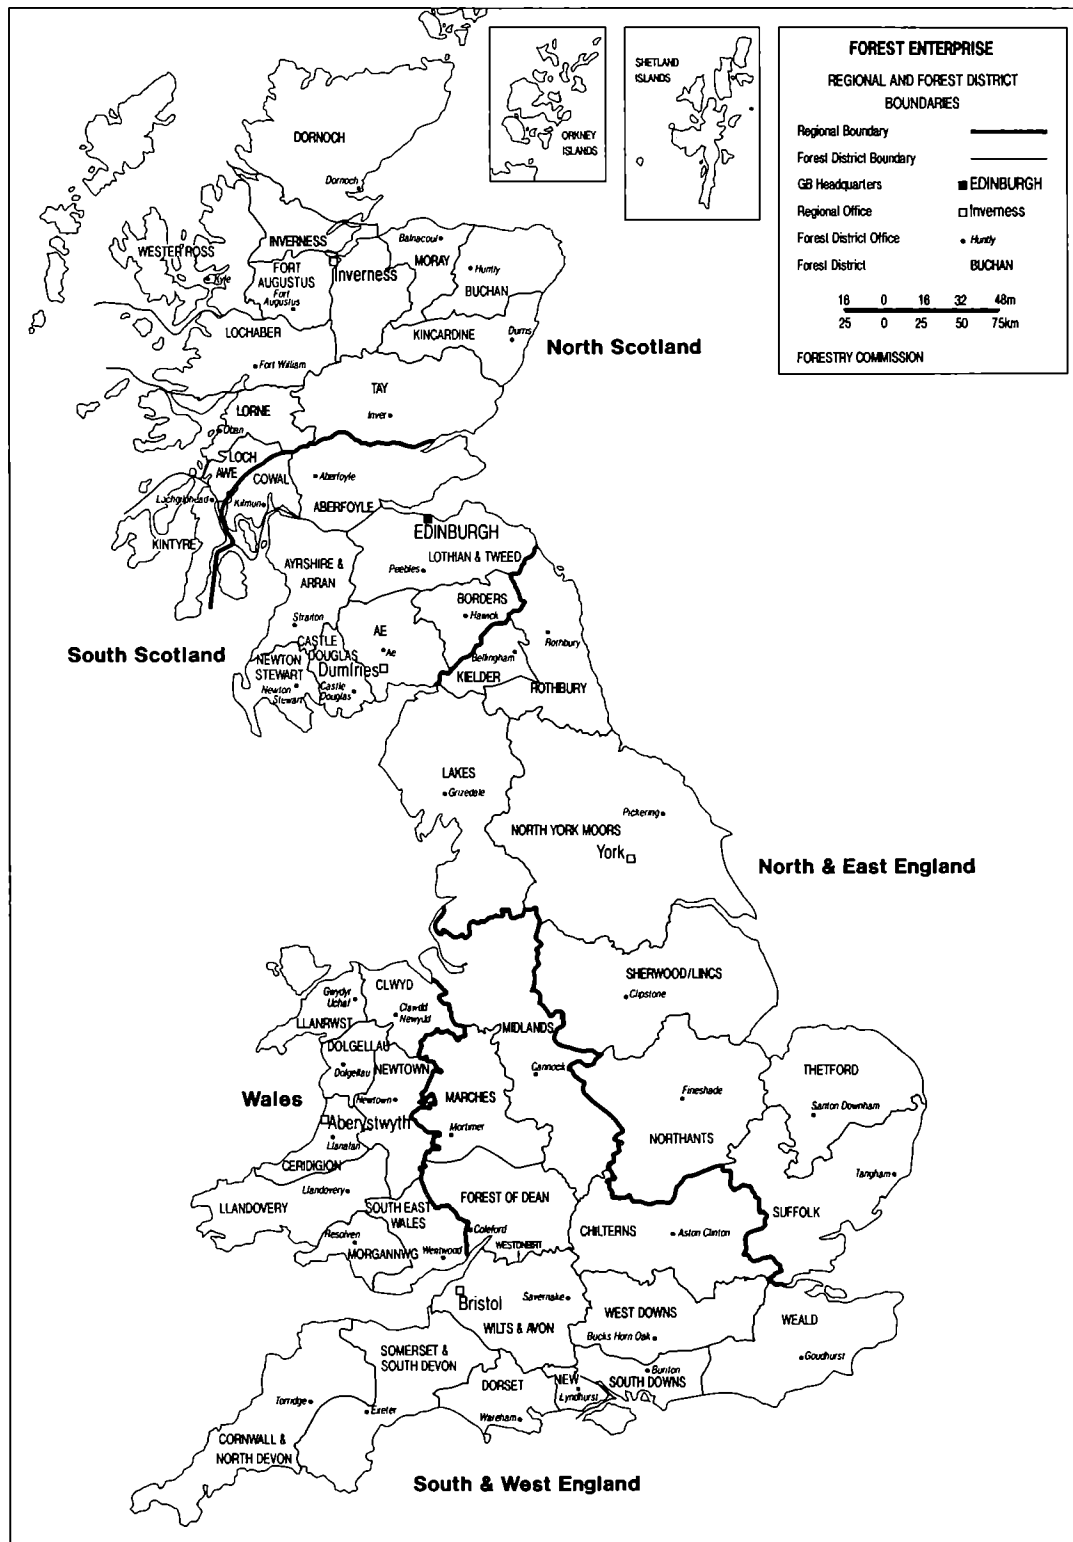 FOREST ENTERPRISE
REGIONAL AND FOREST DISTRICT
BOUNDARIES
Regional Boundary
Forest District Boundary
GB Headquarters EDINBURGH
Regional Office Inverness
Forest District Office Huntly
Forest District BUCHAN
16 0 16 32 48m
25 0 25 50 75km
FORESTRY COMMISSION
ORKNEY
ISLANDS
SHETLAND
ISLANDS
DORNOCH
Dornoch
WESTER ROSS
Kyle
INVERNESS
Inverness
FORT
AUGUSTUS
Fort
Augustus
Balnacoul
MORAY
Huntly
BUCHAN
LOCHABER
Fort William
KINCARDINE
Durris
North Scotland
TAY
Inver
LORNE
Oban
LOCH
AWE
COWAL
Aberfoyle
ABERFOYLE
Lochgilphead
Kilmun
KINTYRE
EDINBURGH
LOTHIAN & TWEED
Peebles
AYRSHIRE &
ARRAN
Straiton
BORDERS
Hawick
AE
Ae
CASTLE
DOUGLAS
South Scotland
NEWTON
STEWART
Newton
Stewart
Dumfries
Castle
Douglas
Bellingham
KIELDER
Rothbury
ROTHBURY
LAKES
Grizedale
Pickering
NORTH YORK MOORS
York
North & East England
SHERWOOD/LINCS
Clipstone
CLWYD
Gwydyr
Uchaf
Clawdd
Newydd
LLANRWST
DOLGELLAU
Dolgellau
NEWTOWN
Newtown
MIDLANDS
Cannock
Wales
Aberystwyth
Llanafan
MARCHES
Mortimer
Fineshade
NORTHANTS
THETFORD
Santon Downham
Tangham
SUFFOLK
CERIDIGION
Llandovery
LLANDOVERY
SOUTH EAST
WALES
Resolven
MORGANNWG
Wentwood
FOREST OF DEAN
Coleford
WESTONBIRT
CHILTERNS
Aston Clinton
Bristol
Savernake
WILTS & AVON
WEST DOWNS
Bucks Horn Oak
WEALD
Goudhurst
SOMERSET &
SOUTH DEVON
DORSET
Wareham
NEW
Lyndhurst
Buriton
SOUTH DOWNS
Torridge
Exeter
CORNWALL &
NORTH DEVON
South & West England